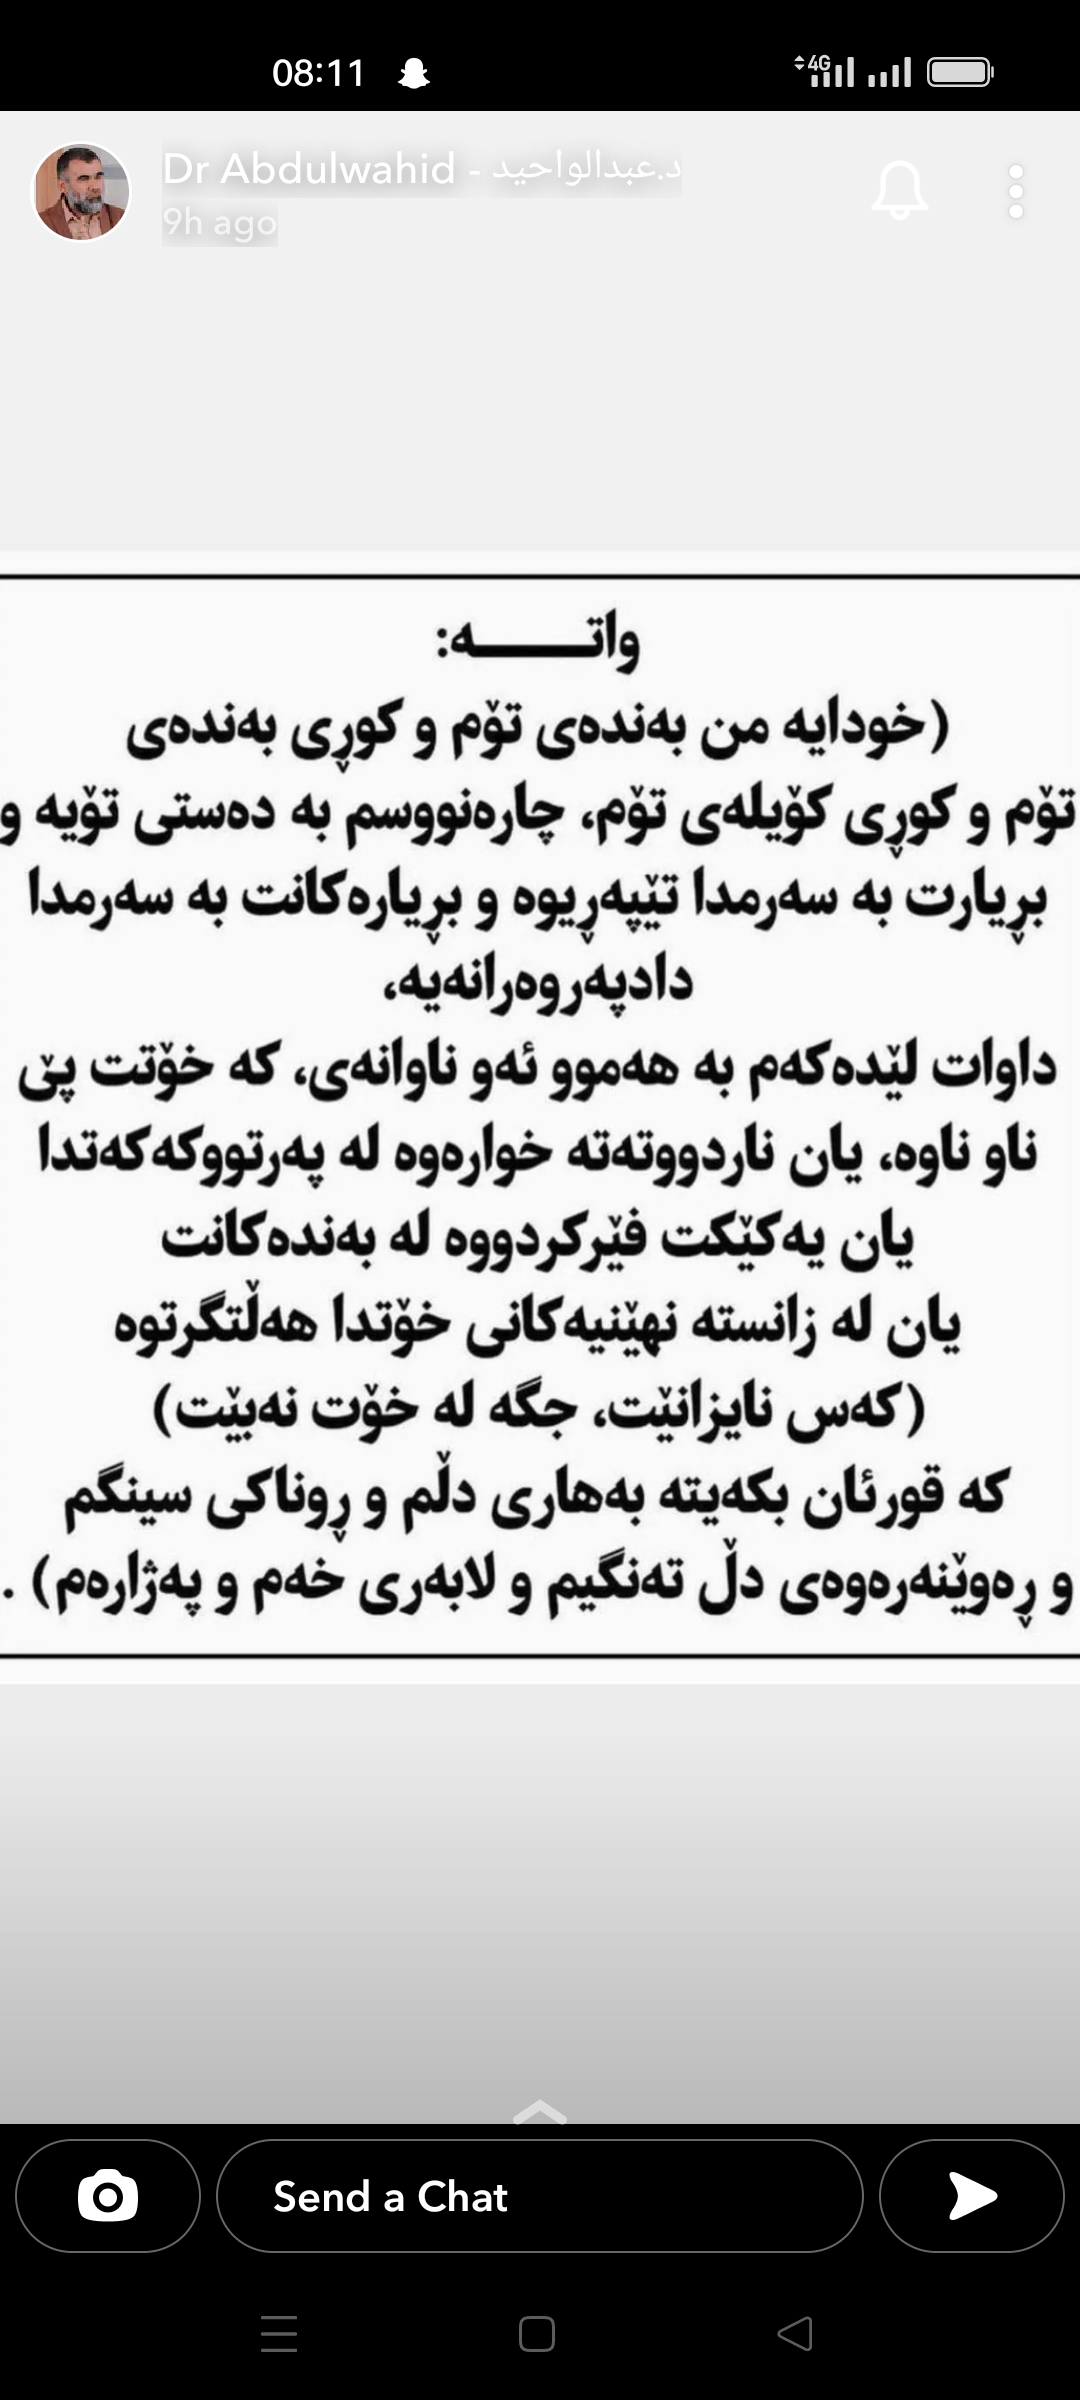 08:11
4G
Dr Abdulwahid - د.عبدالواحید
9h ago
واتـــــه:
(خودایه من بەندەی تۆم و کوڕی بەندەی
تۆم و کوڕی کۆیلەی تۆم، چارەنووسم بە دەستی تۆیە و
بڕیارت بە سەرمدا تێپەڕیوە و بڕیارەکانت بە سەرمدا
دادپەروەرانەیە،
داوات لێدەکەم بە هەموو ئەو ناوانەی، کە خۆتت پێ
ناو ناوە، یان ناردووتەتە خوارەوە لە پەرتووکەکەتدا
یان یەکێکت فێرکردووە لە بەندەکانت
یان لە زانستە نهێنیەکانی خۆتدا هەڵتگرتوە
(کەس نایزانێت، جگە لە خۆت نەبێت)
کە قورئان بکەیتە بەهاری دڵم و ڕوناکی سینگم
و ڕەوێنەرەوەی دڵ تەنگیم و لابەری خەم و پەژارەم) .
Send a Chat